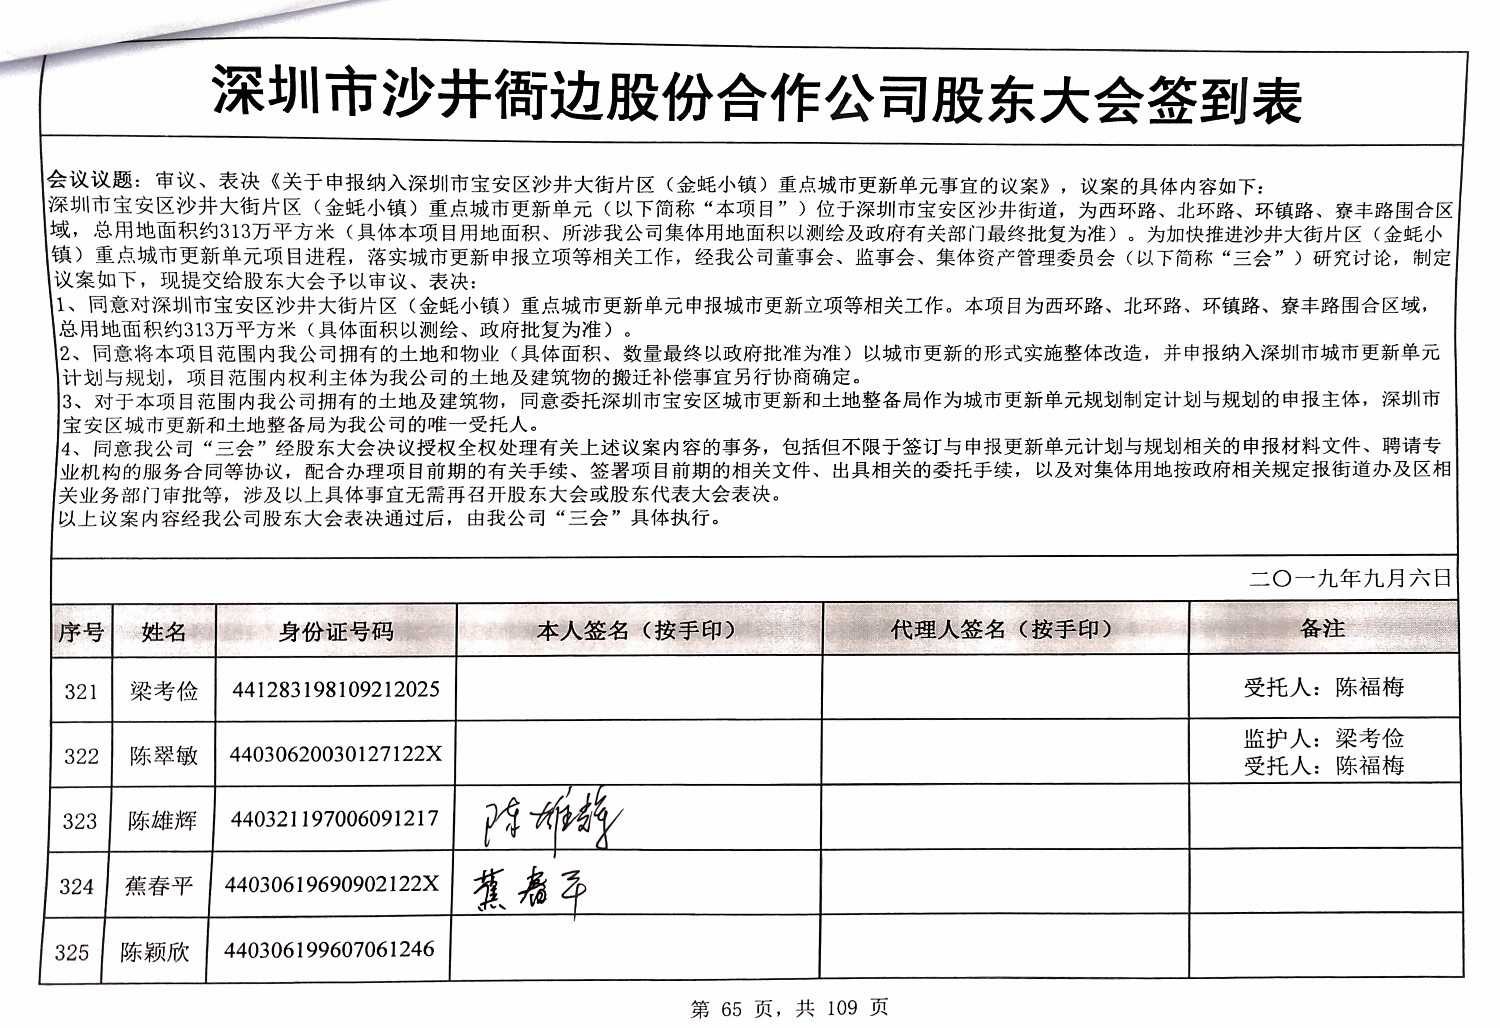 深圳市沙井衙边股份合作公司股东大会签到表
会议议题：审议、表决《关于申报纳入深圳市宝安区沙井大街片区（金蚝小镇）重点城市更新单元事宜的议案》，议案的具体内容如下：
深圳市宝安区沙井大街片区（金蚝小镇）重点城市更新单元（以下简称“本项目”）位于深圳市宝安区沙井街道，为西环路、北环路、环镇路、寮丰路围合区
域，总用地面积约313万平方米（具体本项目用地面积、所涉我公司集体用地面积以测绘及政府有关部门最终批复为准）。为加快推进沙井大街片区（金蚝小
镇）重点城市更新单元项目进程，落实城市更新申报立项等相关工作，经我公司董事会、监事会、集体资产管理委员会（以下简称“三会”）研究讨论，制定
议案如下，现提交给股东大会予以审议、表决：
1、同意对深圳市宝安区沙井大街片区（金蚝小镇）重点城市更新单元申报城市更新立项等相关工作。本项目为西环路、北环路、环镇路、寮丰路围合区域，
总用地面积约313万平方米（具体面积以测绘、政府批复为准）。
2、同意将本项目范围内我公司拥有的土地和物业（具体面积、数量最终以政府批准为准）以城市更新的形式实施整体改造，并申报纳入深圳市城市更新单元
计划与规划，项目范围内权利主体为我公司的土地及建筑物的搬迁补偿事宜另行协商确定。
3、对于本项目范围内我公司拥有的土地及建筑物，同意委托深圳市宝安区城市更新和土地整备局作为城市更新单元规划制定计划与规划的申报主体，深圳市
宝安区城市更新和土地整备局为我公司的唯一受托人。
4、同意我公司“三会”经股东大会决议授权全权处理有关上述议案内容的事务，包括但不限于签订与申报更新单元计划与规划相关的申报材料文件、聘请专
业机构的服务合同等协议，配合办理项目前期的有关手续、签署项目前期的相关文件、出具相关的委托手续，以及对集体用地按政府相关规定报街道办及区相
关业务部门审批等，涉及以上具体事宜无需再召开股东大会或股东代表大会表决。
以上议案内容经我公司股东大会表决通过后，由我公司“三会”具体执行。
二〇一九年九月六日
序号 姓名 身份证号码 本人签名（按手印） 代理人签名（按手印） 备注
321 梁考俭 441283198109212025 受托人：陈福梅
322 陈翠敏 44030620030127122X 监护人：梁考俭
受托人：陈福梅
323 陈雄辉 440321197006091217 陈雄辉
324 蕉春平 44030619690902122X 蕉春平
325 陈颖欣 440306199607061246
第 65 页，共 109 页